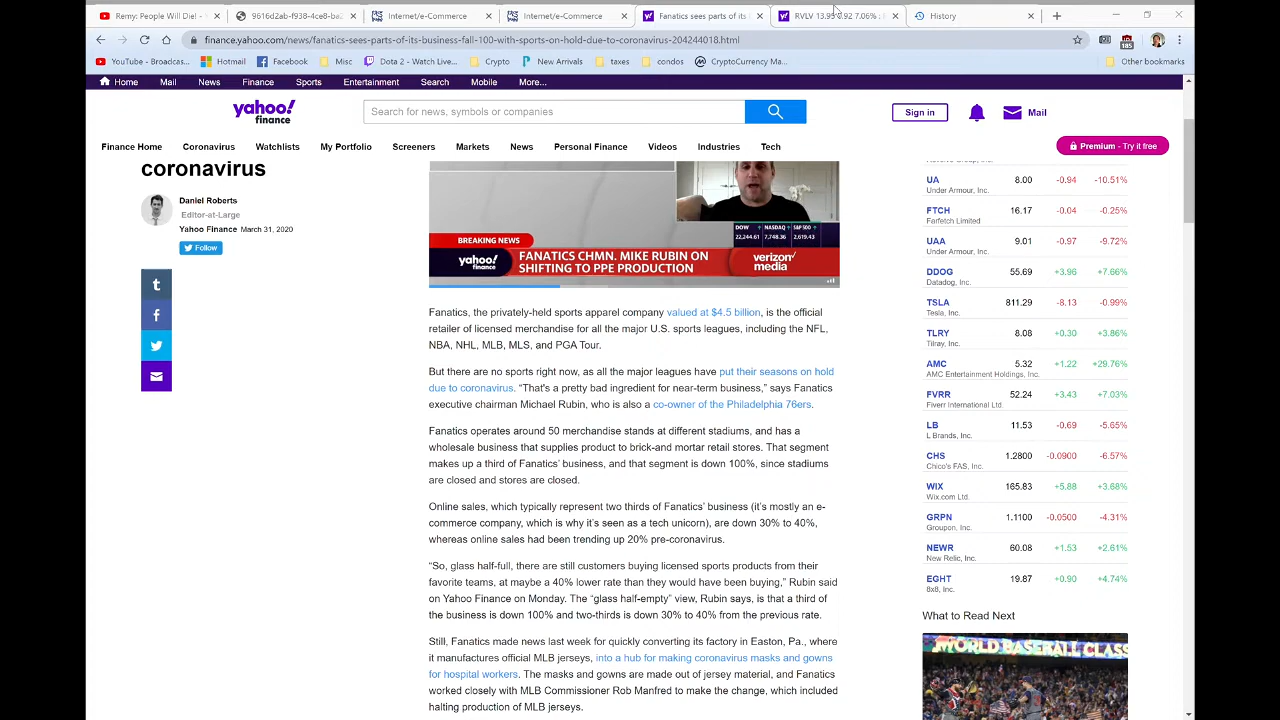 Remy: People Will Die! -
9616d2ab-f938-4ce8-ba2
Internet/e-Commerce
Internet/e-Commerce
Fanatics sees parts of its b
RVLV 13.95 0.92 7.06% :
History
finance.yahoo.com/news/fanatics-sees-parts-of-its-business-fall-100-with-sports-on-hold-due-to-coronavirus-204244018.html
185
YouTube - Broadcas...
Hotmail
Facebook
Misc
Dota 2 - Watch Live...
Crypto
New Arrivals
taxes
condos
CryptoCurrency Ma...
Other bookmarks
Home Mail News Finance Sports Entertainment Search Mobile More...
yahoo!
finance
Search for news, symbols or companies
Sign in
Mail
Finance Home Coronavirus Watchlists My Portfolio Screeners Markets News Personal Finance Videos Industries Tech
Premium - Try it free
coronavirus
Daniel Roberts
Editor-at-Large
Yahoo Finance March 31, 2020
Follow
DOW NASDAQ S&P 500
22,244.61 7,748.36 2,619.43
BREAKING NEWS
yahoo!
finance
FANATICS CHMN. MIKE RUBIN ON
SHIFTING TO PPE PRODUCTION
verizon✓
media
Fanatics, the privately-held sports apparel company valued at $4.5 billion, is the official
retailer of licensed merchandise for all the major U.S. sports leagues, including the NFL,
NBA, NHL, MLB, MLS, and PGA Tour.
But there are no sports right now, as all the major leagues have put their seasons on hold
due to coronavirus. “That's a pretty bad ingredient for near-term business,” says Fanatics
executive chairman Michael Rubin, who is also a co-owner of the Philadelphia 76ers.
Fanatics operates around 50 merchandise stands at different stadiums, and has a
wholesale business that supplies product to brick-and mortar retail stores. That segment
makes up a third of Fanatics’ business, and that segment is down 100%, since stadiums
are closed and stores are closed.
Online sales, which typically represent two thirds of Fanatics’ business (it’s mostly an e-
commerce company, which is why it’s seen as a tech unicorn), are down 30% to 40%,
whereas online sales had been trending up 20% pre-coronavirus.
“So, glass half-full, there are still customers buying licensed sports products from their
favorite teams, at maybe a 40% lower rate than they would have been buying,” Rubin said
on Yahoo Finance on Monday. The “glass half-empty” view, Rubin says, is that a third of
the business is down 100% and two-thirds is down 30% to 40% from the previous rate.
Still, Fanatics made news last week for quickly converting its factory in Easton, Pa., where
it manufactures official MLB jerseys, into a hub for making coronavirus masks and gowns
for hospital workers. The masks and gowns are made out of jersey material, and Fanatics
worked closely with MLB Commissioner Rob Manfred to make the change, which included
halting production of MLB jerseys.
UA 8.00 -0.94 -10.51%
Under Armour, Inc.
FTCH 16.17 -0.04 -0.25%
Farfetch Limited
UAA 9.01 -0.97 -9.72%
Under Armour, Inc.
DDOG 55.69 +3.96 +7.66%
Datadog, Inc.
TSLA 811.29 -8.13 -0.99%
Tesla, Inc.
TLRY 8.08 +0.30 +3.86%
Tilray, Inc.
AMC 5.32 +1.22 +29.76%
AMC Entertainment Holdings, Inc.
FVRR 52.24 +3.43 +7.03%
Fiverr International Ltd.
LB 11.53 -0.69 -5.65%
L Brands, Inc.
CHS 1.2800 -0.0900 -6.57%
Chico's FAS, Inc.
WIX 165.83 +5.88 +3.68%
Wix.com Ltd.
GRPN 1.1100 -0.0500 -4.31%
Groupon, Inc.
NEWR 60.08 +1.53 +2.61%
New Relic, Inc.
EGHT 19.87 +0.90 +4.74%
8x8, Inc.
What to Read Next
WORLD BASEBALL CLASS